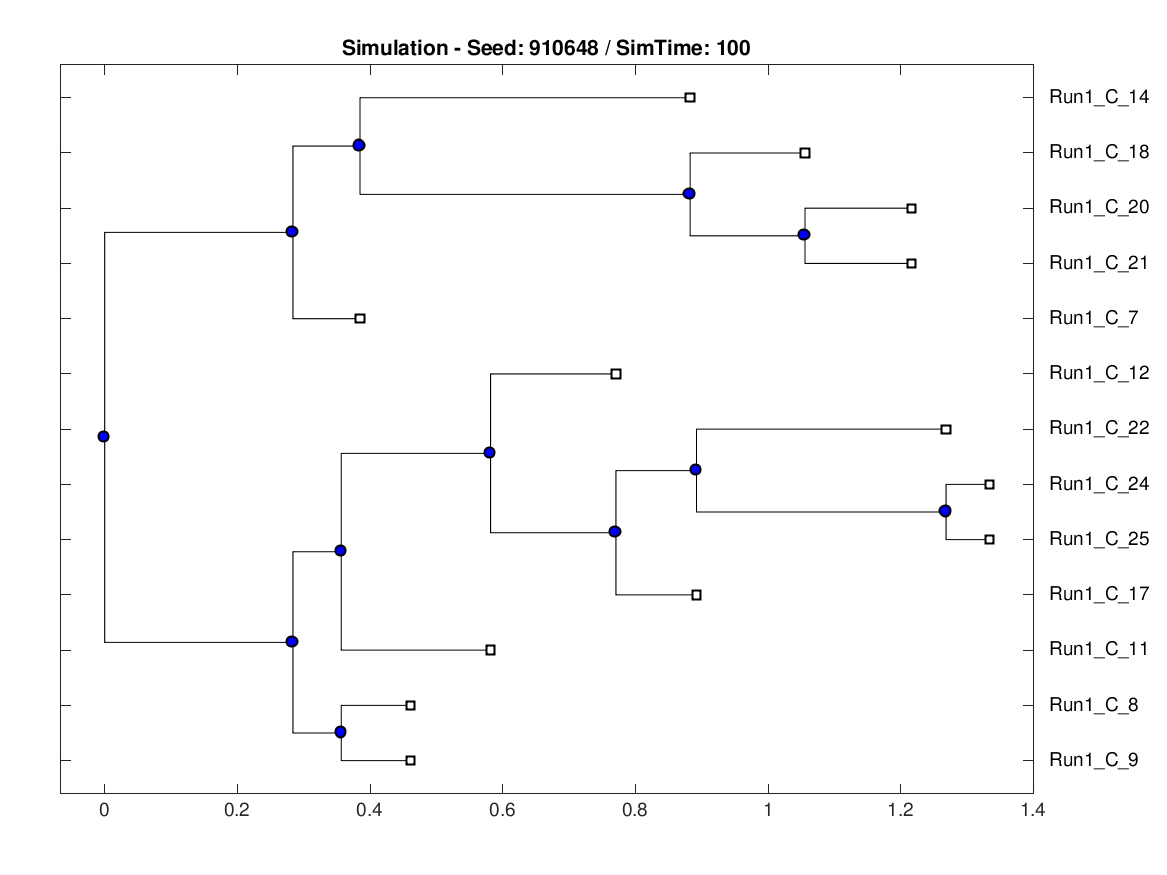 Simulation - Seed: 910648 / SimTime: 100
Run1_C_14
Run1_C_18
Run1_C_20
Run1_C_21
Run1_C_7
Run1_C_12
Run1_C_22
Run1_C_24
Run1_C_25
Run1_C_17
Run1_C_11
Run1_C_8
Run1_C_9
0 0.2 0.4 0.6 0.8 1 1.2 1.4